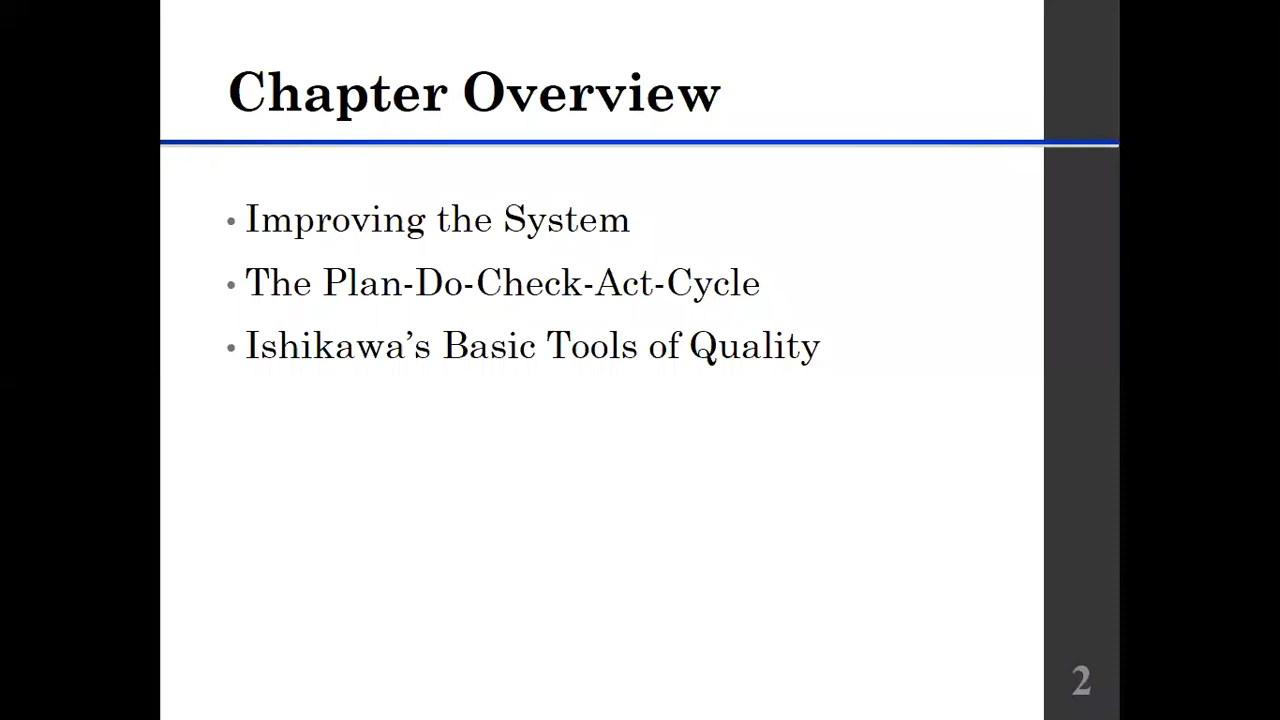 Chapter Overview
• Improving the System
• The Plan-Do-Check-Act-Cycle
• Ishikawa’s Basic Tools of Quality
2